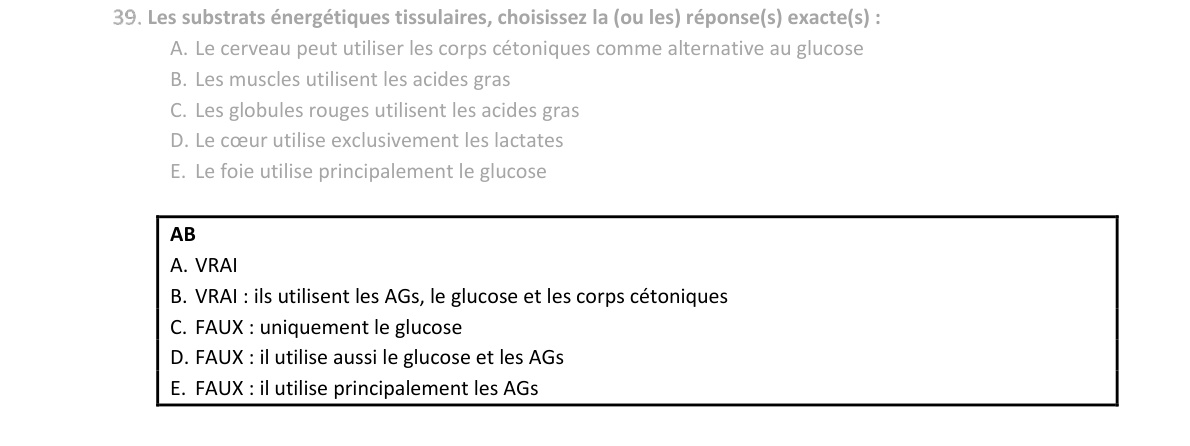 39. Les substrats énergétiques tissulaires, choisissez la (ou les) réponse(s) exacte(s) :
A. Le cerveau peut utiliser les corps cétoniques comme alternative au glucose
B. Les muscles utilisent les acides gras
C. Les globules rouges utilisent les acides gras
D. Le cœur utilise exclusivement les lactates
E. Le foie utilise principalement le glucose
AB
A. VRAI
B. VRAI : ils utilisent les AGs, le glucose et les corps cétoniques
C. FAUX : uniquement le glucose
D. FAUX : il utilise aussi le glucose et les AGs
E. FAUX : il utilise principalement les AGs